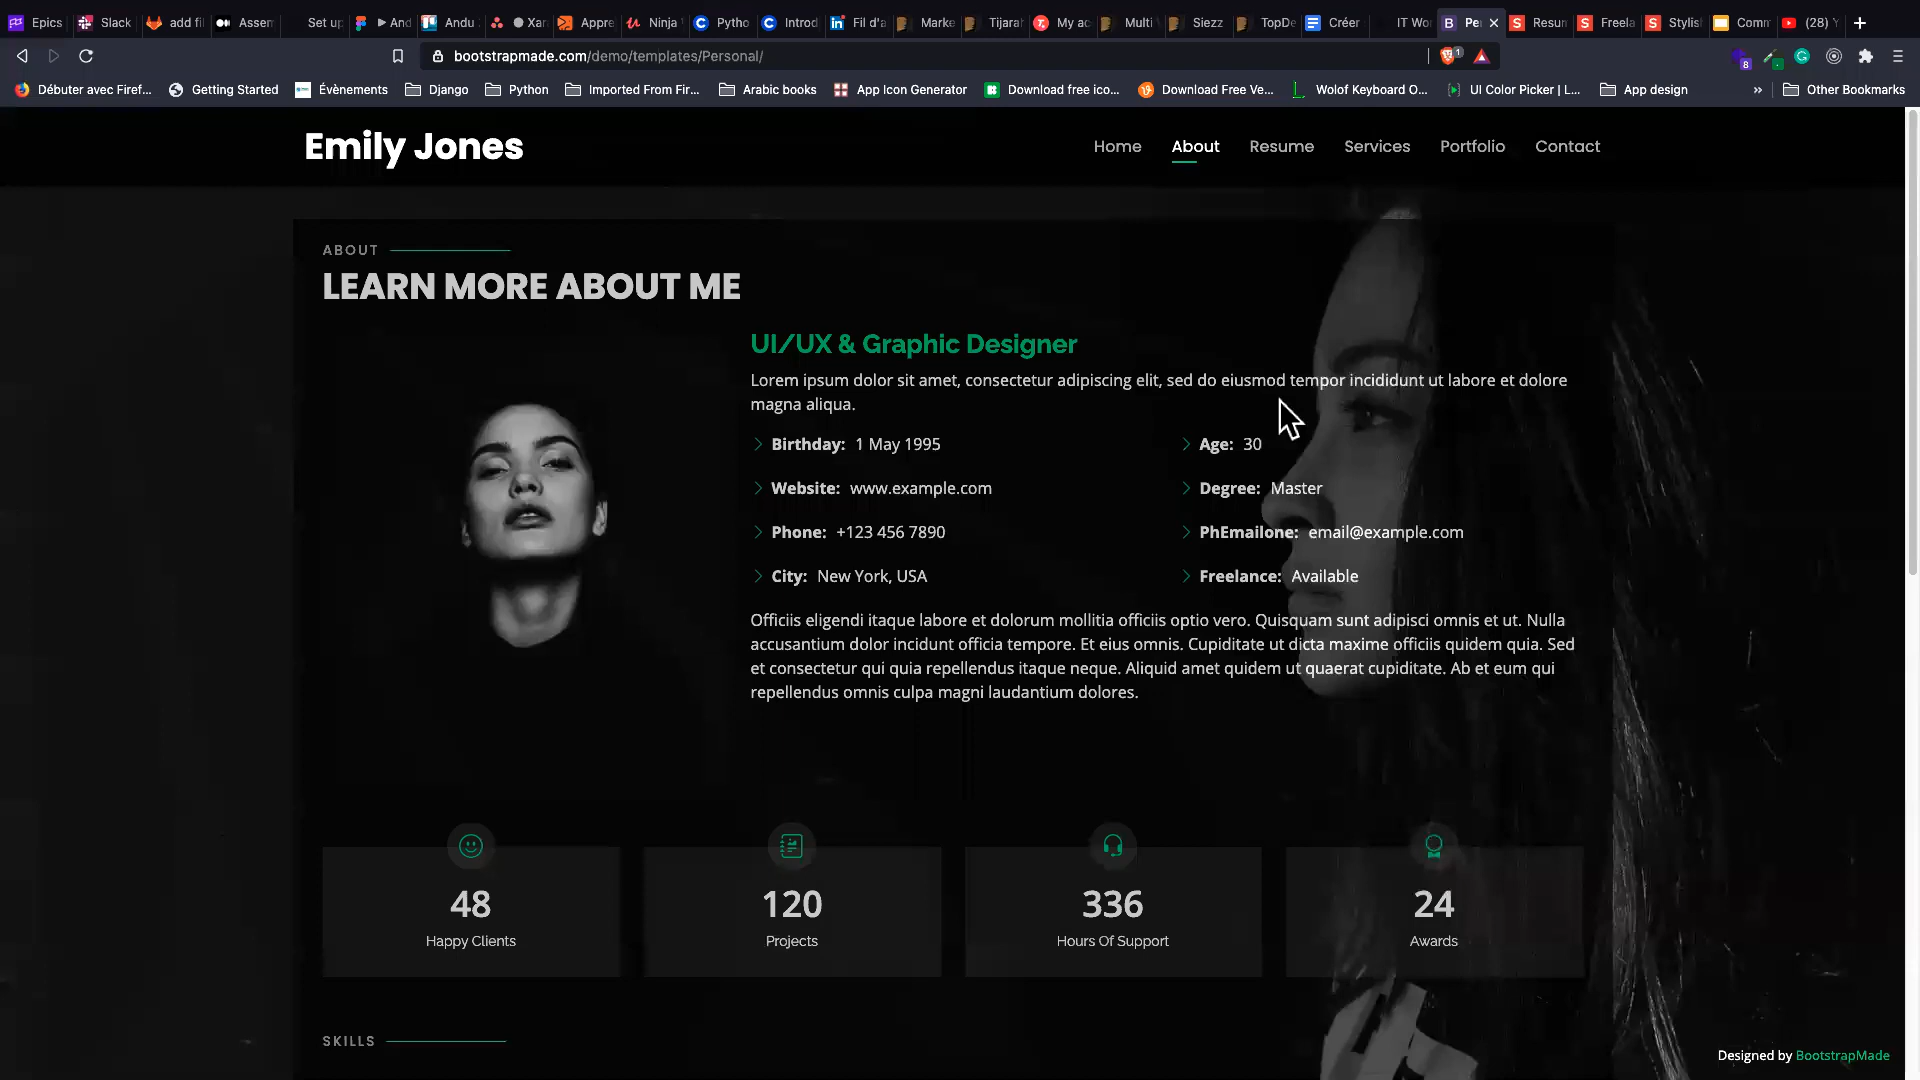 Epics
Slack
add fil
Assem
Set up
And
Andu
Xar
Appre
Ninja
Pytho
Introd
Fil d'a
Marke
Tijara
My ac
Multi
Siezz
TopDe
Créer
IT Wor
Pe
Resun
Freela
Stylis
Comm
(28)
bootstrapmade.com/demo/templates/Personal/
Débuter avec Firef...
Getting Started
Évènements
Django
Python
Imported From Fir...
Arabic books
App Icon Generator
Download free ico...
Download Free Ve...
Wolof Keyboard O...
UI Color Picker | L...
App design
»
Other Bookmarks
Emily Jones
Home
About
Resume
Services
Portfolio
Contact
ABOUT
LEARN MORE ABOUT ME
UI/UX & Graphic Designer
Lorem ipsum dolor sit amet, consectetur adipiscing elit, sed do eiusmod tempor incididunt ut labore et dolore
magna aliqua.
Birthday: 1 May 1995
Age: 30
Website: www.example.com
Degree: Master
Phone: +123 456 7890
PhEmailone: email@example.com
City: New York, USA
Freelance: Available
Officiis eligendi itaque labore et dolorum mollitia officiis optio vero. Quisquam sunt adipisci omnis et ut. Nulla
accusantium dolor incidunt officia tempore. Et eius omnis. Cupiditate ut dicta maxime officiis quidem quia. Sed
et consectetur qui quia repellendus itaque neque. Aliquid amet quidem ut quaerat cupiditate. Ab et eum qui
repellendus omnis culpa magni laudantium dolores.
48
Happy Clients
120
Projects
336
Hours Of Support
24
Awards
SKILLS
Designed by BootstrapMade